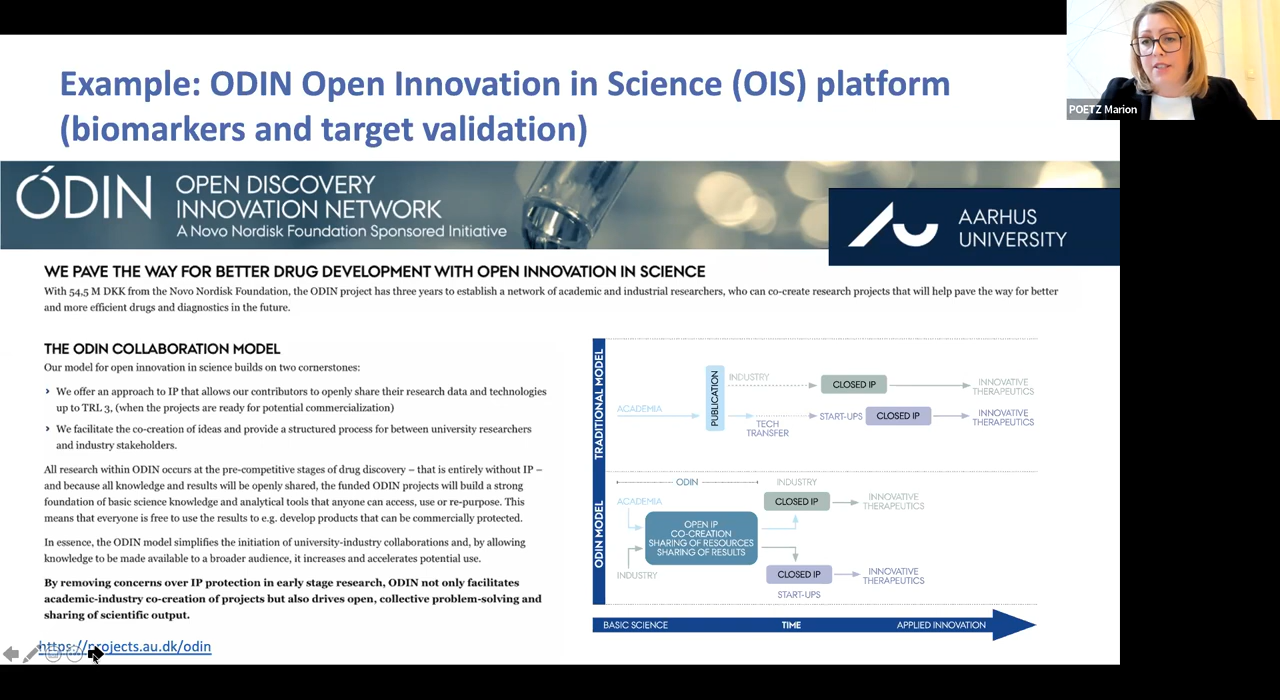 Example: ODIN Open Innovation in Science (OIS) platform
(biomarkers and target validation)
POETZ Marion
ÓDIN
OPEN DISCOVERY
INNOVATION NETWORK
A Novo Nordisk Foundation Sponsored Initiative
AARHUS
UNIVERSITY
WE PAVE THE WAY FOR BETTER DRUG DEVELOPMENT WITH OPEN INNOVATION IN SCIENCE
With 54,5 M DKK from the Novo Nordisk Foundation, the ODIN project has three years to establish a network of academic and industrial researchers, who can co-create research projects that will help pave the way for better
and more efficient drugs and diagnostics in the future.
THE ODIN COLLABORATION MODEL
Our model for open innovation in science builds on two cornerstones:
› We offer an approach to IP that allows our contributors to openly share their research data and technologies
up to TRL 3, (when the projects are ready for potential commercialization)
› We facilitate the co-creation of ideas and provide a structured process for between university researchers
and industry stakeholders.
All research within ODIN occurs at the pre-competitive stages of drug discovery – that is entirely without IP –
and because all knowledge and results will be openly shared, the funded ODIN projects will build a strong
foundation of basic science knowledge and analytical tools that anyone can access, use or re-purpose. This
means that everyone is free to use the results to e.g. develop products that can be commercially protected.
In essence, the ODIN model simplifies the initiation of university-industry collaborations and, by allowing
knowledge to be made available to a broader audience, it increases and accelerates potential use.
By removing concerns over IP protection in early stage research, ODIN not only facilitates
academic-industry co-creation of projects but also drives open, collective problem-solving and
sharing of scientific output.
https://projects.au.dk/odin
TRADITIONAL MODEL
ACADEMIA
PUBLICATION
INDUSTRY
CLOSED IP
INNOVATIVE
THERAPEUTICS
TECH
TRANSFER
START-UPS
CLOSED IP
INNOVATIVE
THERAPEUTICS
ODIN MODEL
ODIN
ACADEMIA
INDUSTRY
OPEN IP
CO-CREATION
SHARING OF RESOURCES
SHARING OF RESULTS
INDUSTRY
CLOSED IP
INNOVATIVE
THERAPEUTICS
CLOSED IP
INNOVATIVE
THERAPEUTICS
START-UPS
BASIC SCIENCE
TIME
APPLIED INNOVATION